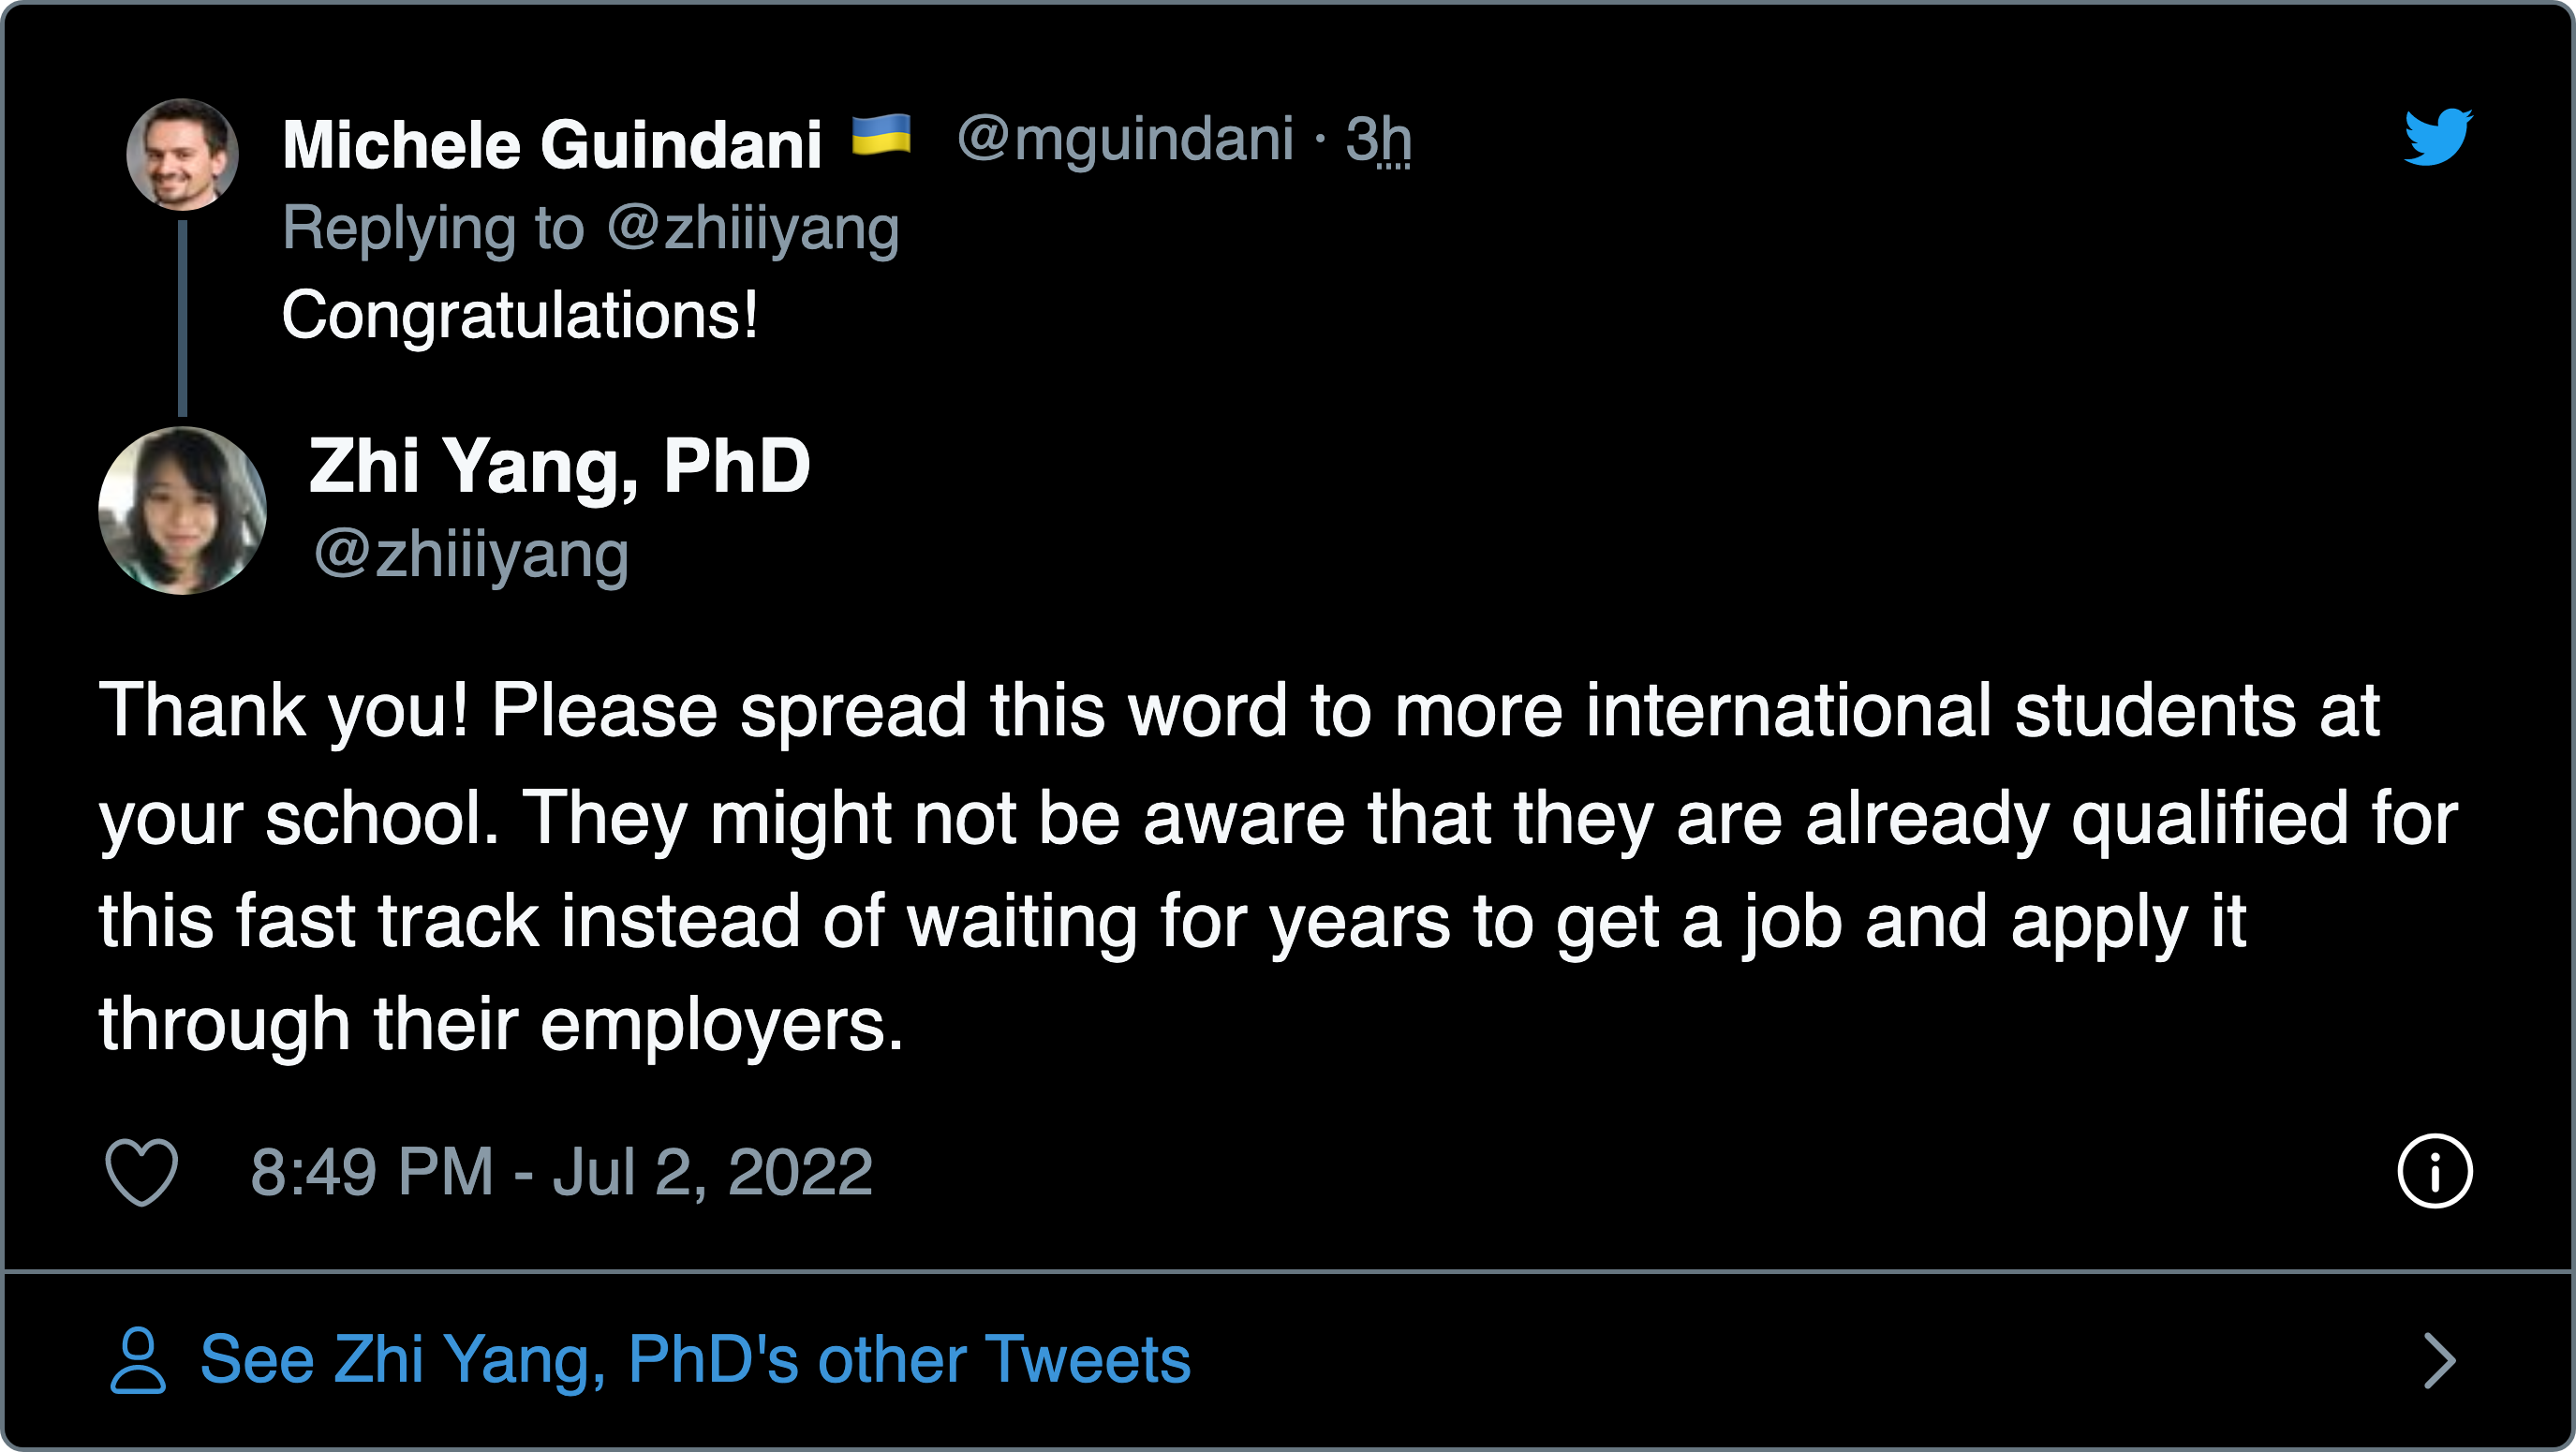 Michele Guindani 🇺🇦 @mguindani · 3h
Replying to @zhiiiyang
Congratulations!
Zhi Yang, PhD
@zhiiiyang
Thank you! Please spread this word to more international students at
your school. They might not be aware that they are already qualified for
this fast track instead of waiting for years to get a job and apply it
through their employers.
8:49 PM - Jul 2, 2022
See Zhi Yang, PhD's other Tweets